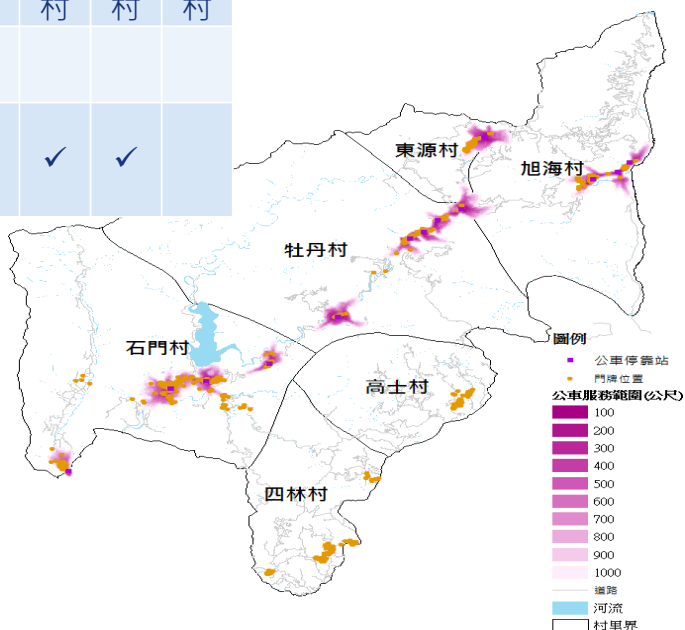 村 村 村
✓ ✓
東源村
旭海村
牡丹村
石門村
高士村
四林村
圖例
公車停靠站
門牌位置
公車服務範圍(公尺)
100
200
300
400
500
600
700
800
900
1000
道路
河流
村里界